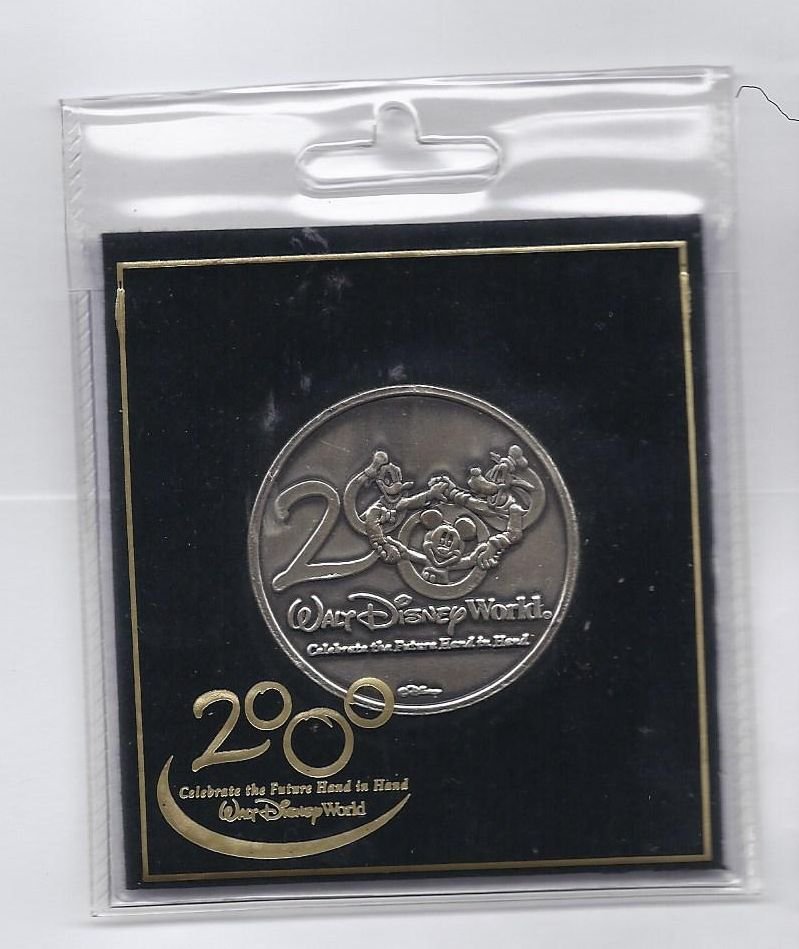 2000
Walt Disney World®
Celebrate the Future Hand in Hand
© Disney
2000
Celebrate the Future Hand in Hand
Walt Disney World